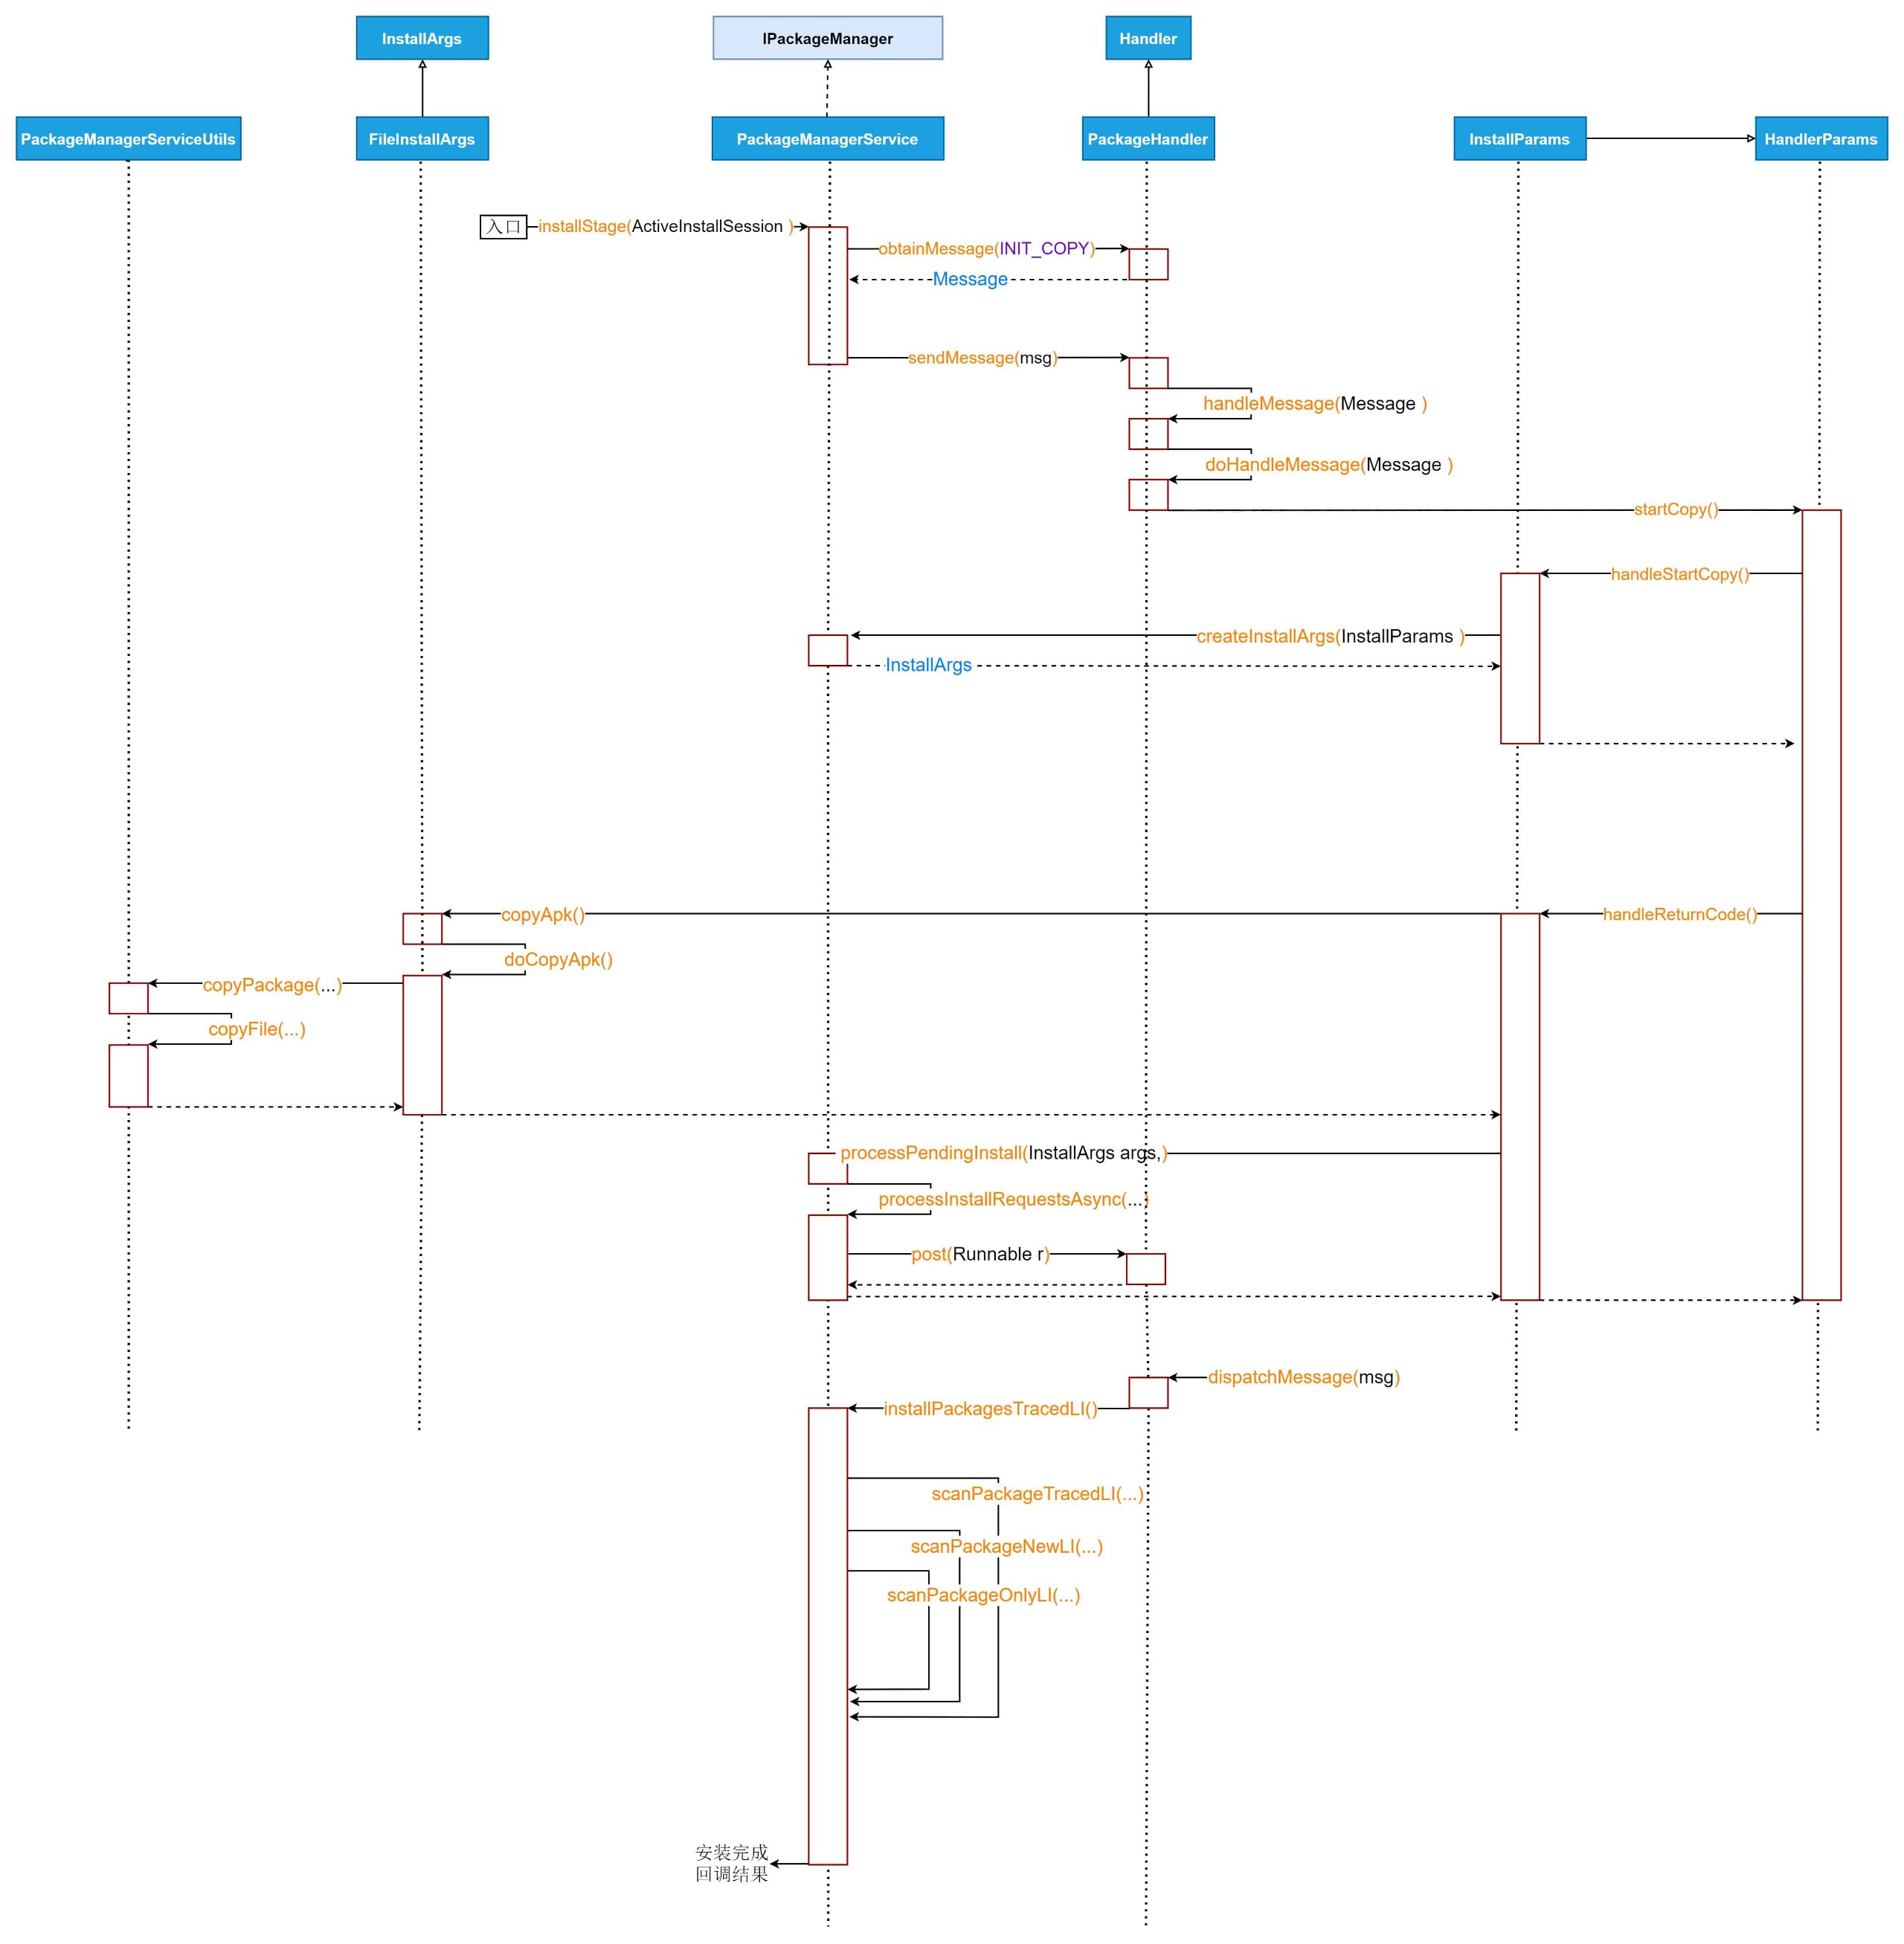 InstallArgs
IPackageManager
Handler
PackageManagerServiceUtils
FileInstallArgs
PackageManagerService
PackageHandler
InstallParams
HandlerParams
入口
installStage(ActiveInstallSession )
obtainMessage(INIT_COPY)
Message
sendMessage(msg)
handleMessage(Message )
doHandleMessage(Message )
startCopy()
handleStartCopy()
createInstallArgs(InstallParams )
InstallArgs
copyApk()
handleReturnCode()
doCopyApk()
copyPackage(...)
copyFile(...)
processPendingInstall(InstallArgs args,)
processInstallRequestsAsync(...)
post(Runnable r)
dispatchMessage(msg)
installPackagesTracedLI()
scanPackageTracedLI(...)
scanPackageNewLI(...)
scanPackageOnlyLI(...)
安装完成
回调结果